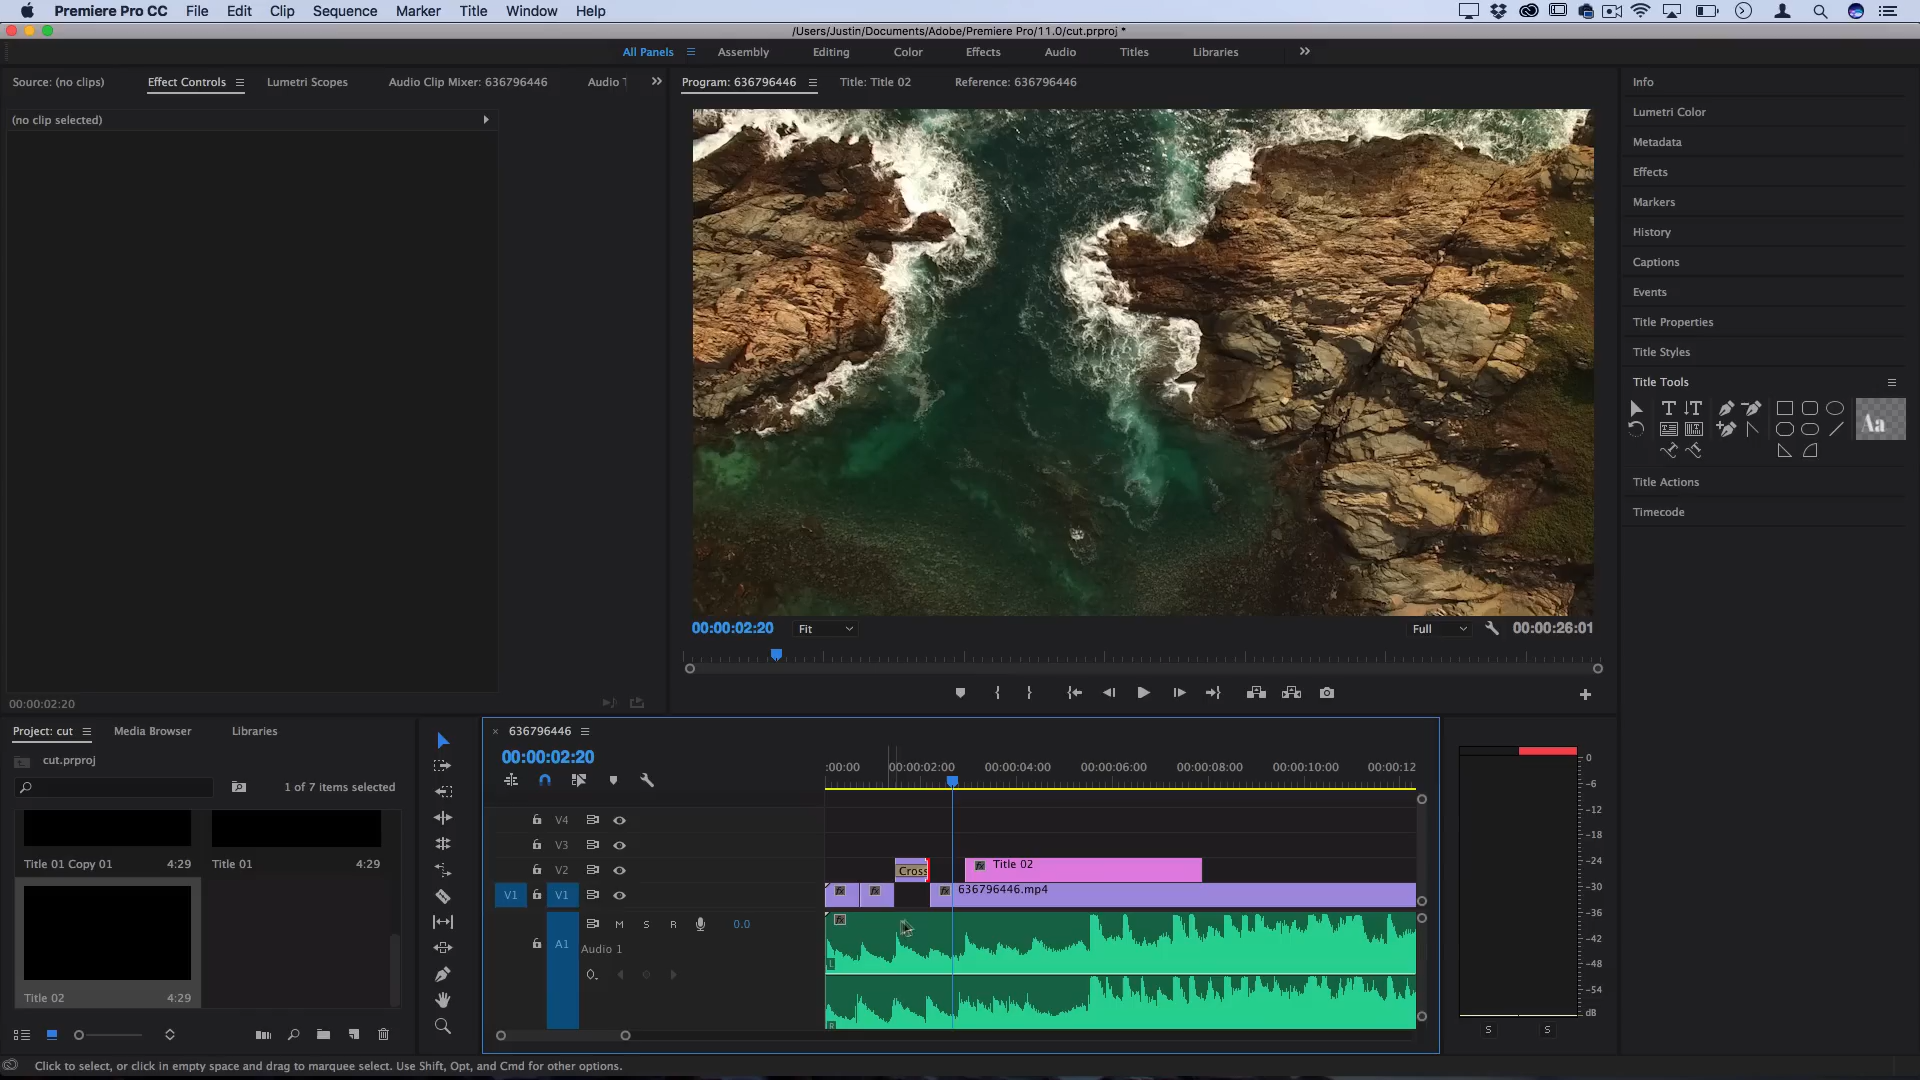 Premiere Pro CC File Edit Clip Sequence Marker Title Window Help
/Users/Justin/Documents/Adobe/Premiere Pro/11.0/cut.prproj *
All Panels Assembly Editing Color Effects Audio Titles Libraries
Source: (no clips) Effect Controls Lumetri Scopes Audio Clip Mixer: 636796446 Audio
Program: 636796446 Title: Title 02 Reference: 636796446
(no clip selected)
Info
Lumetri Color
Metadata
Effects
Markers
History
Captions
Events
Title Properties
Title Styles
Title Tools
Aa
Title Actions
Timecode
00:00:02:20 Fit Full 00:00:26:01
00:00:02:20
Project: cut Media Browser Libraries
cut.prproj
1 of 7 items selected
Title 01 Copy 01 4:29 Title 01 4:29
Title 02 4:29
636796446
00:00:02:20
:00:00 00:00:02:00 00:00:04:00 00:00:06:00 00:00:08:00 00:00:10:00 00:00:12
V4
V3
V2 Cross fx Title 02
V1 V1 fx fx fx 636796446.mp4
A1 M S R 0.0 fx
Audio 1
L
R
0
-6
-12
-18
-24
-30
-36
-42
-48
-54
dB
S S
Click to select, or click in empty space and drag to marquee select. Use Shift, Opt, and Cmd for other options.